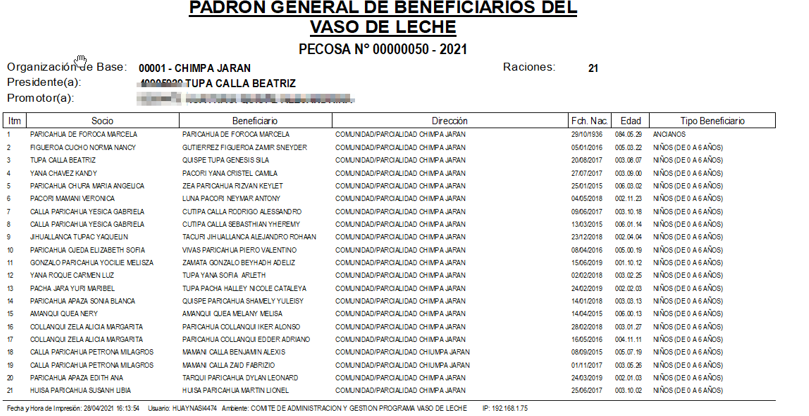 PADRON GENERAL DE BENEFICIARIOS DEL
VASO DE LECHE
PECOSA N° 00000050 - 2021
Organización de Base: 00001 - CHIMPA JARAN Raciones: 21
Presidente(a): TUPA CALLA BEATRIZ
Promotor(a):
Itm Socio Beneficiario Dirección Fch. Nac. Edad Tipo Beneficiario
1 PARICAHUA DE FOROCA MARCELA PARICAHUA DE FOROCA MARCELA COMUNIDAD/PARCIALIDAD CHIMPA JARAN 29/10/1936 084.05.29 ANCIANOS
2 FIGUEROA CUCHO NORMA NANCY GUTIERREZ FIGUEROA ZAMIR SNEYDER COMUNIDAD/PARCIALIDAD CHIMPA JARAN 05/01/2016 005.03.22 NIÑOS (DE 0 A 6 AÑOS)
3 TUPA CALLA BEATRIZ QUISPE TUPA GENESIS SILA COMUNIDAD/PARCIALIDAD CHIMPA JARAN 20/08/2017 003.08.07 NIÑOS (DE 0 A 6 AÑOS)
4 YANA CHAVEZ KANDY PACORI YANA CRISTEL CAMILA COMUNIDAD/PARCIALIDAD CHIMPA JARAN 27/07/2017 003.09.00 NIÑOS (DE 0 A 6 AÑOS)
5 PARICAHUA CHURA MARIA ANGELICA ZEA PARICAHUA RIZVAN KEYLET COMUNIDAD/PARCIALIDAD CHIMPA JARAN 25/01/2015 006.03.02 NIÑOS (DE 0 A 6 AÑOS)
6 PACORI MAMANI VERONICA LUNA PACORI NEYMAR ANTONY COMUNIDAD/PARCIALIDAD CHIMPA JARAN 04/05/2018 002.11.23 NIÑOS (DE 0 A 6 AÑOS)
7 CALLA PARICAHUA YESICA GABRIELA CUTIPA CALLA RODRIGO ALESSANDRO COMUNIDAD/PARCIALIDAD CHIMPA JARAN 09/06/2017 003.10.18 NIÑOS (DE 0 A 6 AÑOS)
8 CALLA PARICAHUA YESICA GABRIELA CUTIPA CALLA SEBASTHIAN YHEREMY COMUNIDAD/PARCIALIDAD CHIMPA JARAN 13/03/2015 006.01.14 NIÑOS (DE 0 A 6 AÑOS)
9 JIHUALLANCA TUPAC YAQUELIN TACURI JIHUALLANCA ALEJANDRO ROHAAN COMUNIDAD/PARCIALIDAD CHIMPA JARAN 23/12/2018 002.04.04 NIÑOS (DE 0 A 6 AÑOS)
10 PARICAHUA OJEDA ELIZABETH SOFIA VIVAS PARICAHUA PIERO VALENTINO COMUNIDAD/PARCIALIDAD CHIMPA JARAN 08/04/2016 005.00.19 NIÑOS (DE 0 A 6 AÑOS)
11 GONZALO PARICAHUA YOCILIE MELISZA ZAMATA GONZALO BEYHADH ADELIZ COMUNIDAD/PARCIALIDAD CHIMPA JARAN 15/06/2019 001.10.12 NIÑOS (DE 0 A 6 AÑOS)
12 YANA ROQUE CARMEN LUZ TUPA YANA SOFIA ARLETH COMUNIDAD/PARCIALIDAD CHIMPA JARAN 02/02/2018 003.02.25 NIÑOS (DE 0 A 6 AÑOS)
13 PACHA JARA YURI MARIBEL TUPA PACHA HALLEY NICOLE CATALEYA COMUNIDAD/PARCIALIDAD CHIMPA JARAN 24/02/2019 002.02.03 NIÑOS (DE 0 A 6 AÑOS)
14 PARICAHUA APAZA SONIA BLANCA QUISPE PARICAHUA SHAMELY YULEISY COMUNIDAD/PARCIALIDAD CHIMPA JARAN 14/01/2018 003.03.13 NIÑOS (DE 0 A 6 AÑOS)
15 AMANQUI QUEA NERY AMANQUI QUEA MELANY MELISA COMUNIDAD/PARCIALIDAD CHIMPA JARAN 14/04/2015 006.00.13 NIÑOS (DE 0 A 6 AÑOS)
16 COLLANQUI ZELA ALICIA MARGARITA PARICAHUA COLLANQUI IKER ALONSO COMUNIDAD/PARCIALIDAD CHIMPA JARAN 28/02/2018 003.01.27 NIÑOS (DE 0 A 6 AÑOS)
17 COLLANQUI ZELA ALICIA MARGARITA PARICAHUA COLLANQUI EDDER ADRIANO COMUNIDAD/PARCIALIDAD CHIMPA JARAN 16/05/2016 004.11.11 NIÑOS (DE 0 A 6 AÑOS)
18 CALLA PARICAHUA PETRONA MILAGROS MAMANI CALLA BENJAMIN ALEXIS COMUNIDAD/PARCIALIDAD CHIUMPA JARAN 08/09/2015 005.07.19 NIÑOS (DE 0 A 6 AÑOS)
19 CALLA PARICAHUA PETRONA MILAGROS MAMANI CALLA ZAID FABRIZIO COMUNIDAD/PARCIALIDAD CHIUMPA JARAN 01/11/2017 003.05.26 NIÑOS (DE 0 A 6 AÑOS)
20 PARICAHUA APAZA EDITH ANA TARQUI PARICAHUA DYLAN LEONARD COMUNIDAD/PARCIALIDAD CHIMPA JARAN 24/03/2019 002.01.03 NIÑOS (DE 0 A 6 AÑOS)
21 HUISA PARICAHUA SUSANH LIBIA HUISA PARICAHUA MARTIN LIONEL COMUNIDAD/PARCIALIDAD CHIMPA JARAN 25/06/2017 003.10.02 NIÑOS (DE 0 A 6 AÑOS)
Fecha y Hora de Impresión: 28/04/2021 16:13:54 Usuario: HUAYNASI4474 Ambiente: COMITE DE ADMINISTRACION Y GESTION PROGRAMA VASO DE LECHE IP: 192.168.1.75